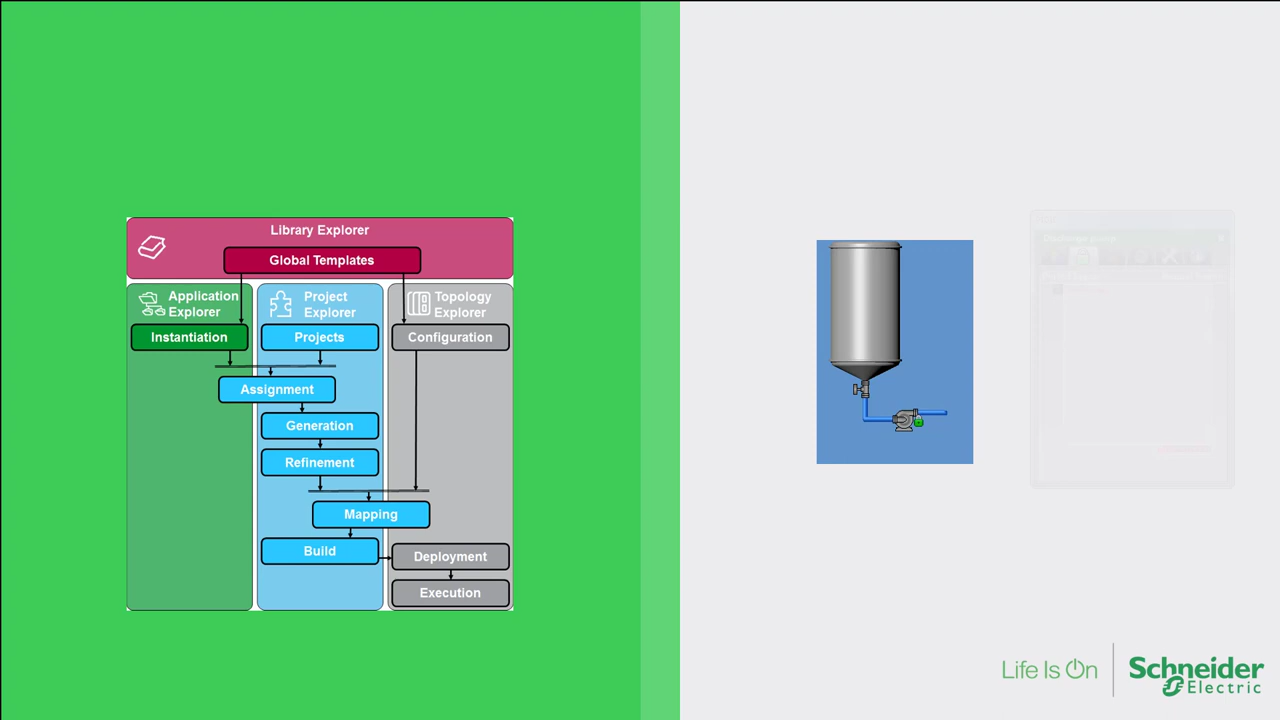 Library Explorer
Global Templates
Application
Explorer
Project
Explorer
Topology
Explorer
Instantiation
Projects
Configuration
Assignment
Generation
Refinement
Mapping
Build
Deployment
Execution
Life Is On
Schneider
Electric